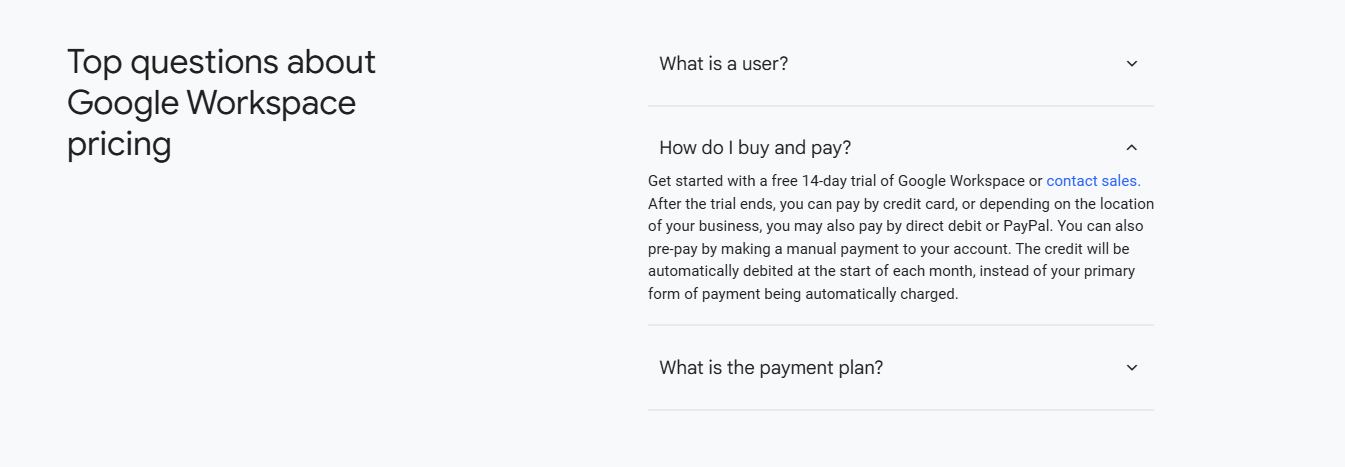 Top questions about
Google Workspace
pricing
What is a user?
How do I buy and pay?
Get started with a free 14-day trial of Google Workspace or contact sales.
After the trial ends, you can pay by credit card, or depending on the location
of your business, you may also pay by direct debit or PayPal. You can also
pre-pay by making a manual payment to your account. The credit will be
automatically debited at the start of each month, instead of your primary
form of payment being automatically charged.
What is the payment plan?